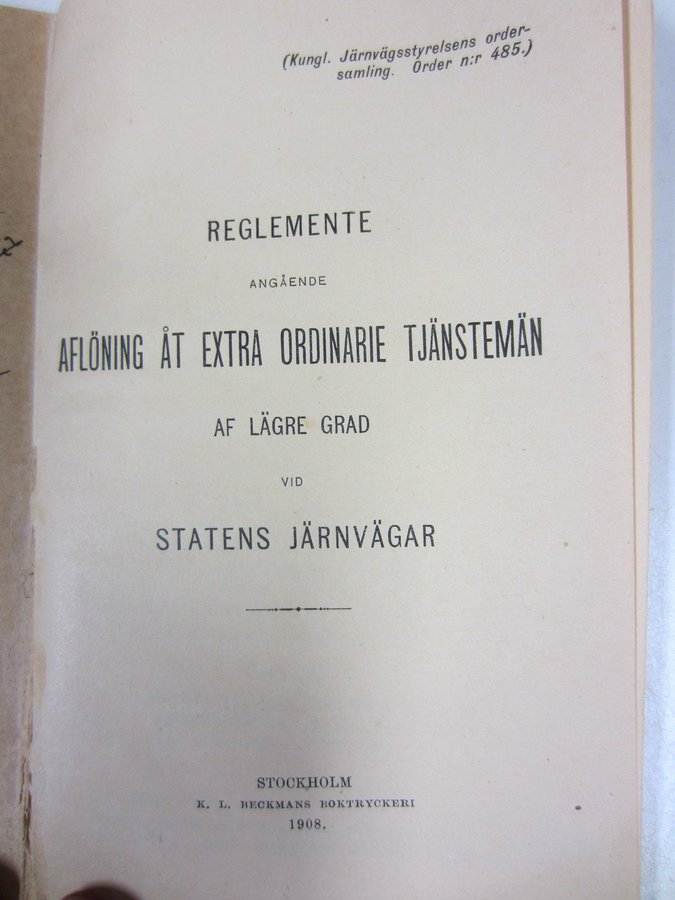 (Kungl. Järnvägsstyrelsens order-
samling. Order n:r 485.)
REGLEMENTE
ANGÅENDE
AFLÖNING ÅT EXTRA ORDINARIE TJÄNSTEMÄN
AF LÄGRE GRAD
VID
STATENS JÄRNVÄGAR
STOCKHOLM
K. L. BECKMANS BOKTRYCKERI
1908.